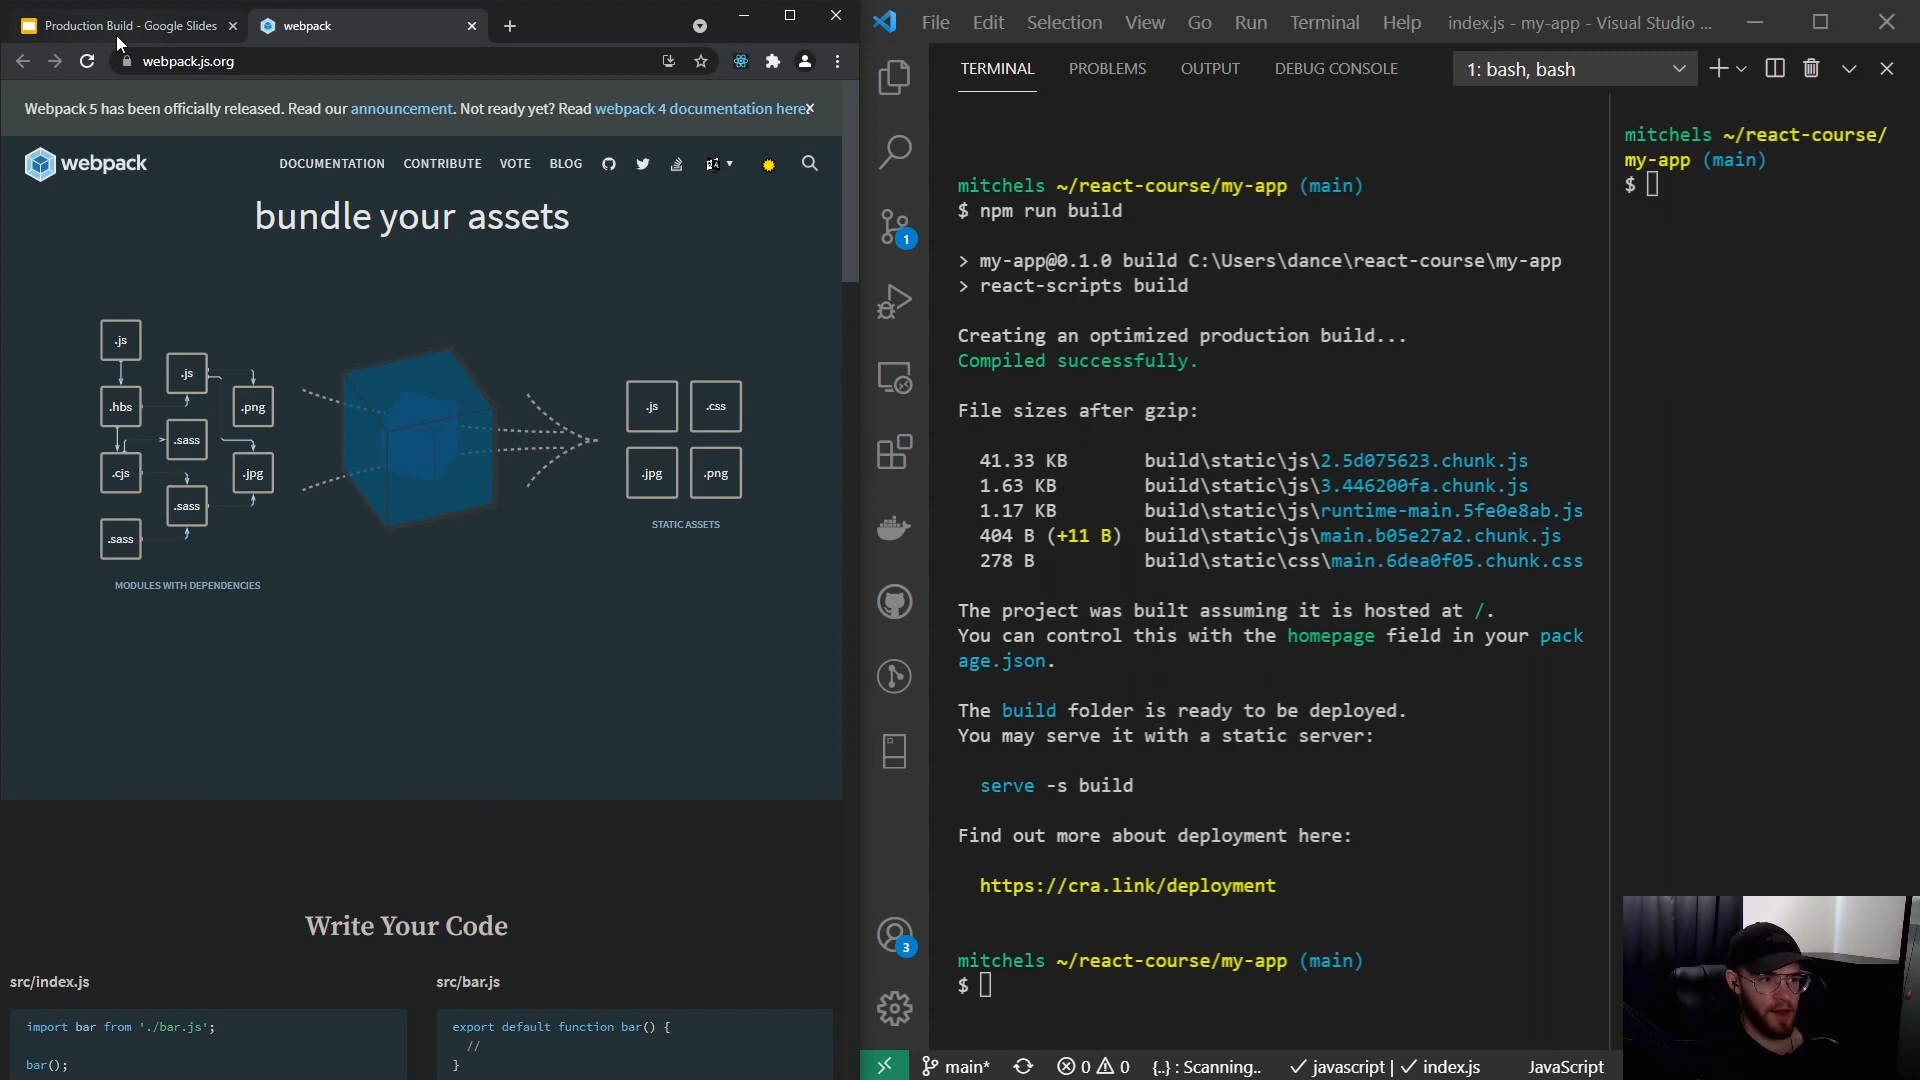 Production Build - Google Slides
webpack
webpack.js.org
Webpack 5 has been officially released. Read our announcement. Not ready yet? Read webpack 4 documentation here.
webpack
DOCUMENTATION
CONTRIBUTE
VOTE
BLOG
bundle your assets
.js
.js
.hbs
.png
.sass
.cjs
.jpg
.sass
.sass
MODULES WITH DEPENDENCIES
.js
.css
.jpg
.png
STATIC ASSETS
Write Your Code
src/index.js
import bar from './bar.js';
bar();
src/bar.js
export default function bar() {
//
}
File Edit Selection View Go Run Terminal Help
index.js - my-app - Visual Studio ...
TERMINAL PROBLEMS OUTPUT DEBUG CONSOLE
1: bash, bash
1
3
mitchels ~/react-course/my-app (main)
$ npm run build
> my-app@0.1.0 build C:\Users\dance\react-course\my-app
> react-scripts build
Creating an optimized production build...
Compiled successfully.
File sizes after gzip:
41.33 KB build\static\js\2.5d075623.chunk.js
1.63 KB build\static\js\3.446200fa.chunk.js
1.17 KB build\static\js\runtime-main.5fe0e8ab.js
404 B (+11 B) build\static\js\main.b05e27a2.chunk.js
278 B build\static\css\main.6dea0f05.chunk.css
The project was built assuming it is hosted at /.
You can control this with the homepage field in your pack
age.json.
The build folder is ready to be deployed.
You may serve it with a static server:
serve -s build
Find out more about deployment here:
https://cra.link/deployment
mitchels ~/react-course/my-app (main)
$
mitchels ~/react-course/
my-app (main)
$
main* 0 0 {..} : Scanning.. javascript | index.js JavaScript